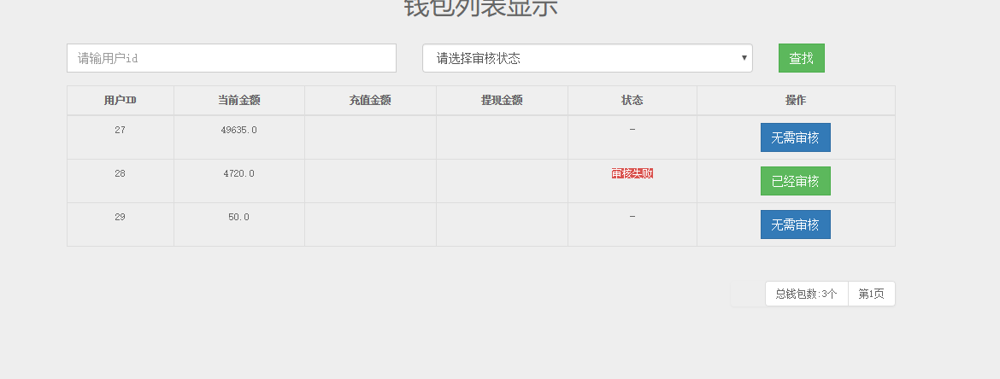 钱包列表显示
请输用户id 请选择审核状态 查找
用户ID 当前金额 充值金额 提现金额 状态 操作
27 49635.0 - 无需审核
28 4720.0 审核失败 已经审核
29 50.0 - 无需审核
总钱包数:3个 第1页